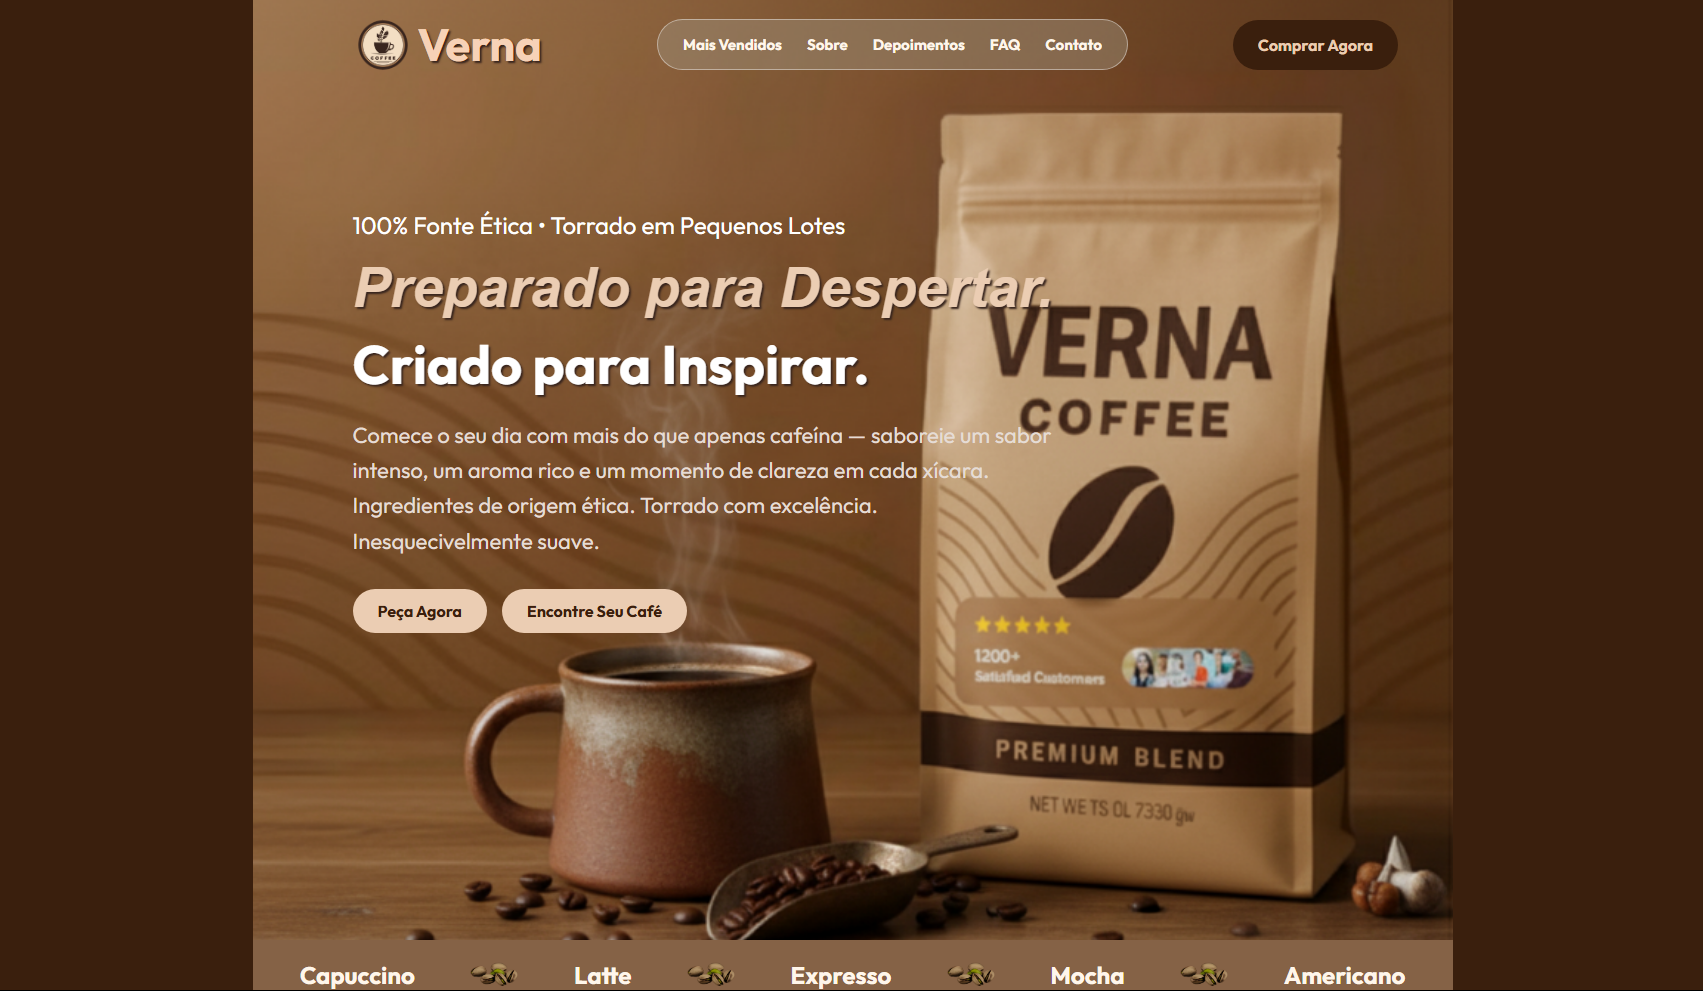 COFFEE
Verna
Mais Vendidos
Sobre
Depoimentos
FAQ
Contato
Comprar Agora
100% Fonte Ética • Torrado em Pequenos Lotes
Preparado para Despertar.
Criado para Inspirar.
Comece o seu dia com mais do que apenas cafeína — saboreie um sabor
intenso, um aroma rico e um momento de clareza em cada xícara.
Ingredientes de origem ética. Torrado com excelência.
Inesquecivelmente suave.
Peça Agora
Encontre Seu Café
VERNA
COFFEE
1200+
Customers
PREMIUM BLEND
NET WE TS OL 7330
Capuccino
Latte
Expresso
Mocha
Americano